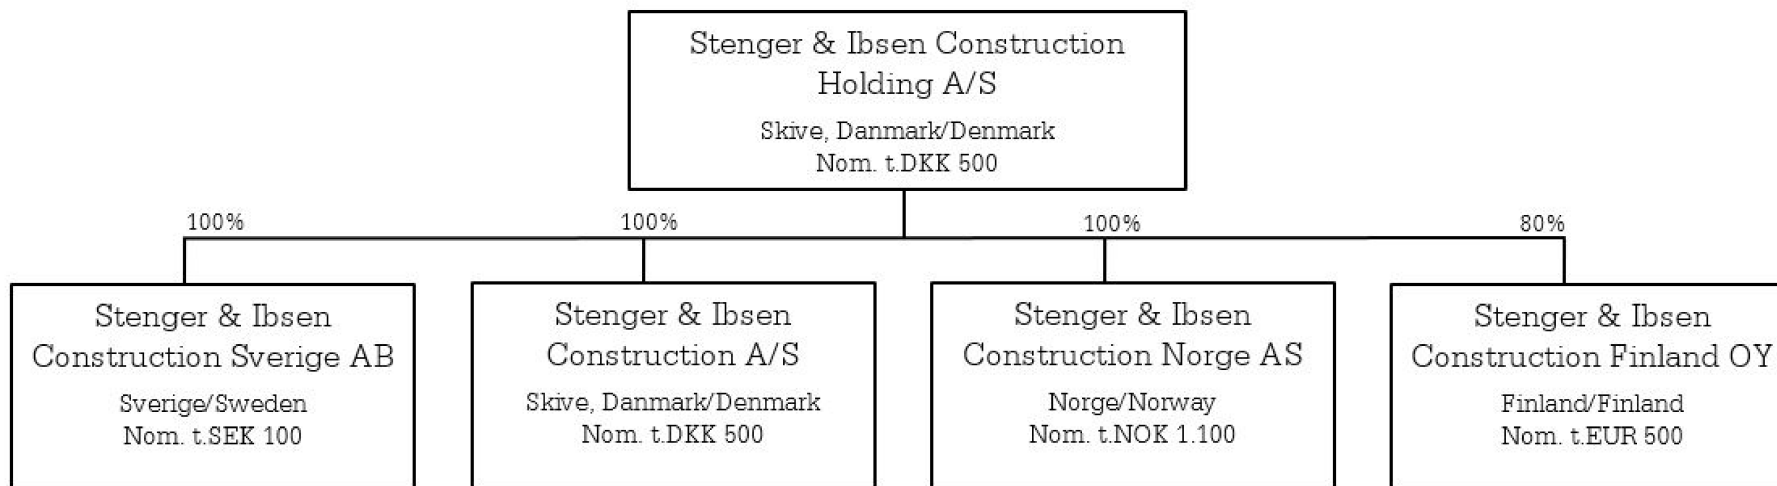 Stenger & Ibsen Construction
Holding A/S
Skive, Danmark/Denmark
Nom. t.DKK 500
100%
100%
100%
80%
Stenger & Ibsen
Construction Sverige AB
Sverige/Sweden
Nom. t.SEK 100
Stenger & Ibsen
Construction A/S
Skive, Danmark/Denmark
Nom. t.DKK 500
Stenger & Ibsen
Construction Norge AS
Norge/Norway
Nom. t.NOK 1.100
Stenger & Ibsen
Construction Finland OY
Finland/Finland
Nom. t.EUR 500